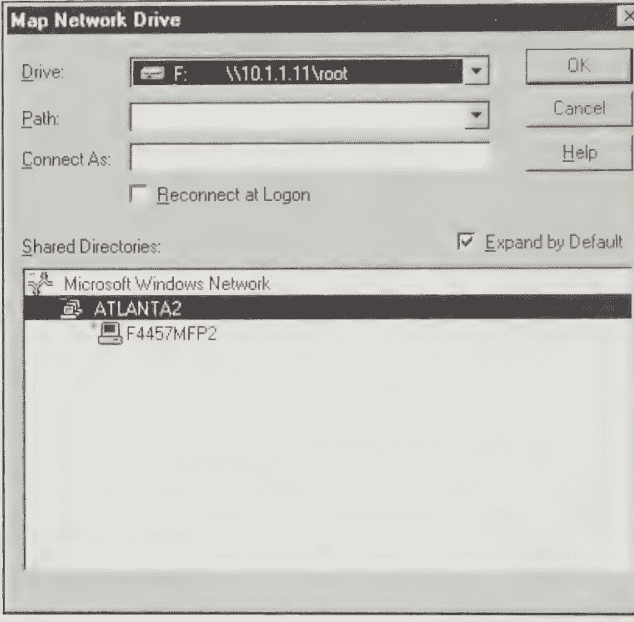 Map Network Drive
Drive: F: \\10.1.1.11\root OK
Path: Cancel
Connect As: Help
Reconnect at Logon
Shared Directories: Expand by Default
Microsoft Windows Network
ATLANTA2
F4457MFP2